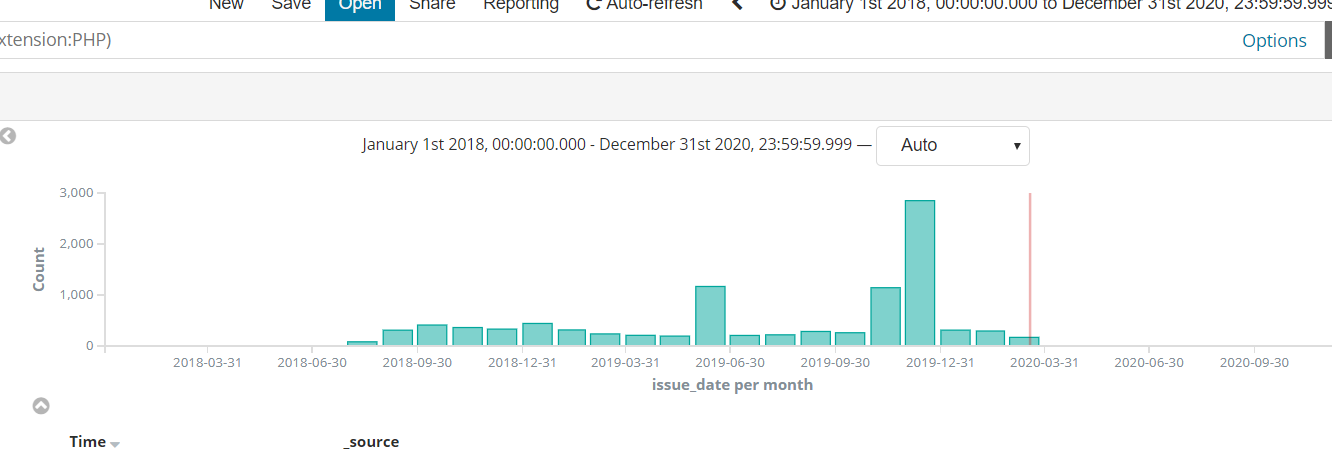 New Save Open Share Reporting Auto-refresh January 1st 2018, 00:00:00.000 to December 31st 2020, 23:59:59.999
xtension:PHP) Options
January 1st 2018, 00:00:00.000 - December 31st 2020, 23:59:59.999 — Auto
3,000
2,000
1,000
0
Count
2018-03-31 2018-06-30 2018-09-30 2018-12-31 2019-03-31 2019-06-30 2019-09-30 2019-12-31 2020-03-31 2020-06-30 2020-09-30
issue_date per month
Time _source